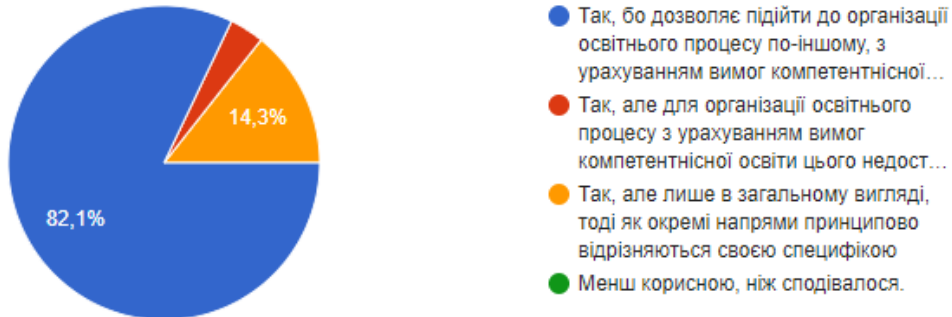 82,1%
14,3%
Так, бо дозволяє підійти до організації
освітнього процесу по-іншому, з
урахуванням вимог компетентнісної…
Так, але для організації освітнього
процесу з урахуванням вимог
компетентнісної освіти цього недост…
Так, але лише в загальному вигляді,
тоді як окремі напрями принципово
відрізняються своєю специфікою
Менш корисною, ніж сподівалося.